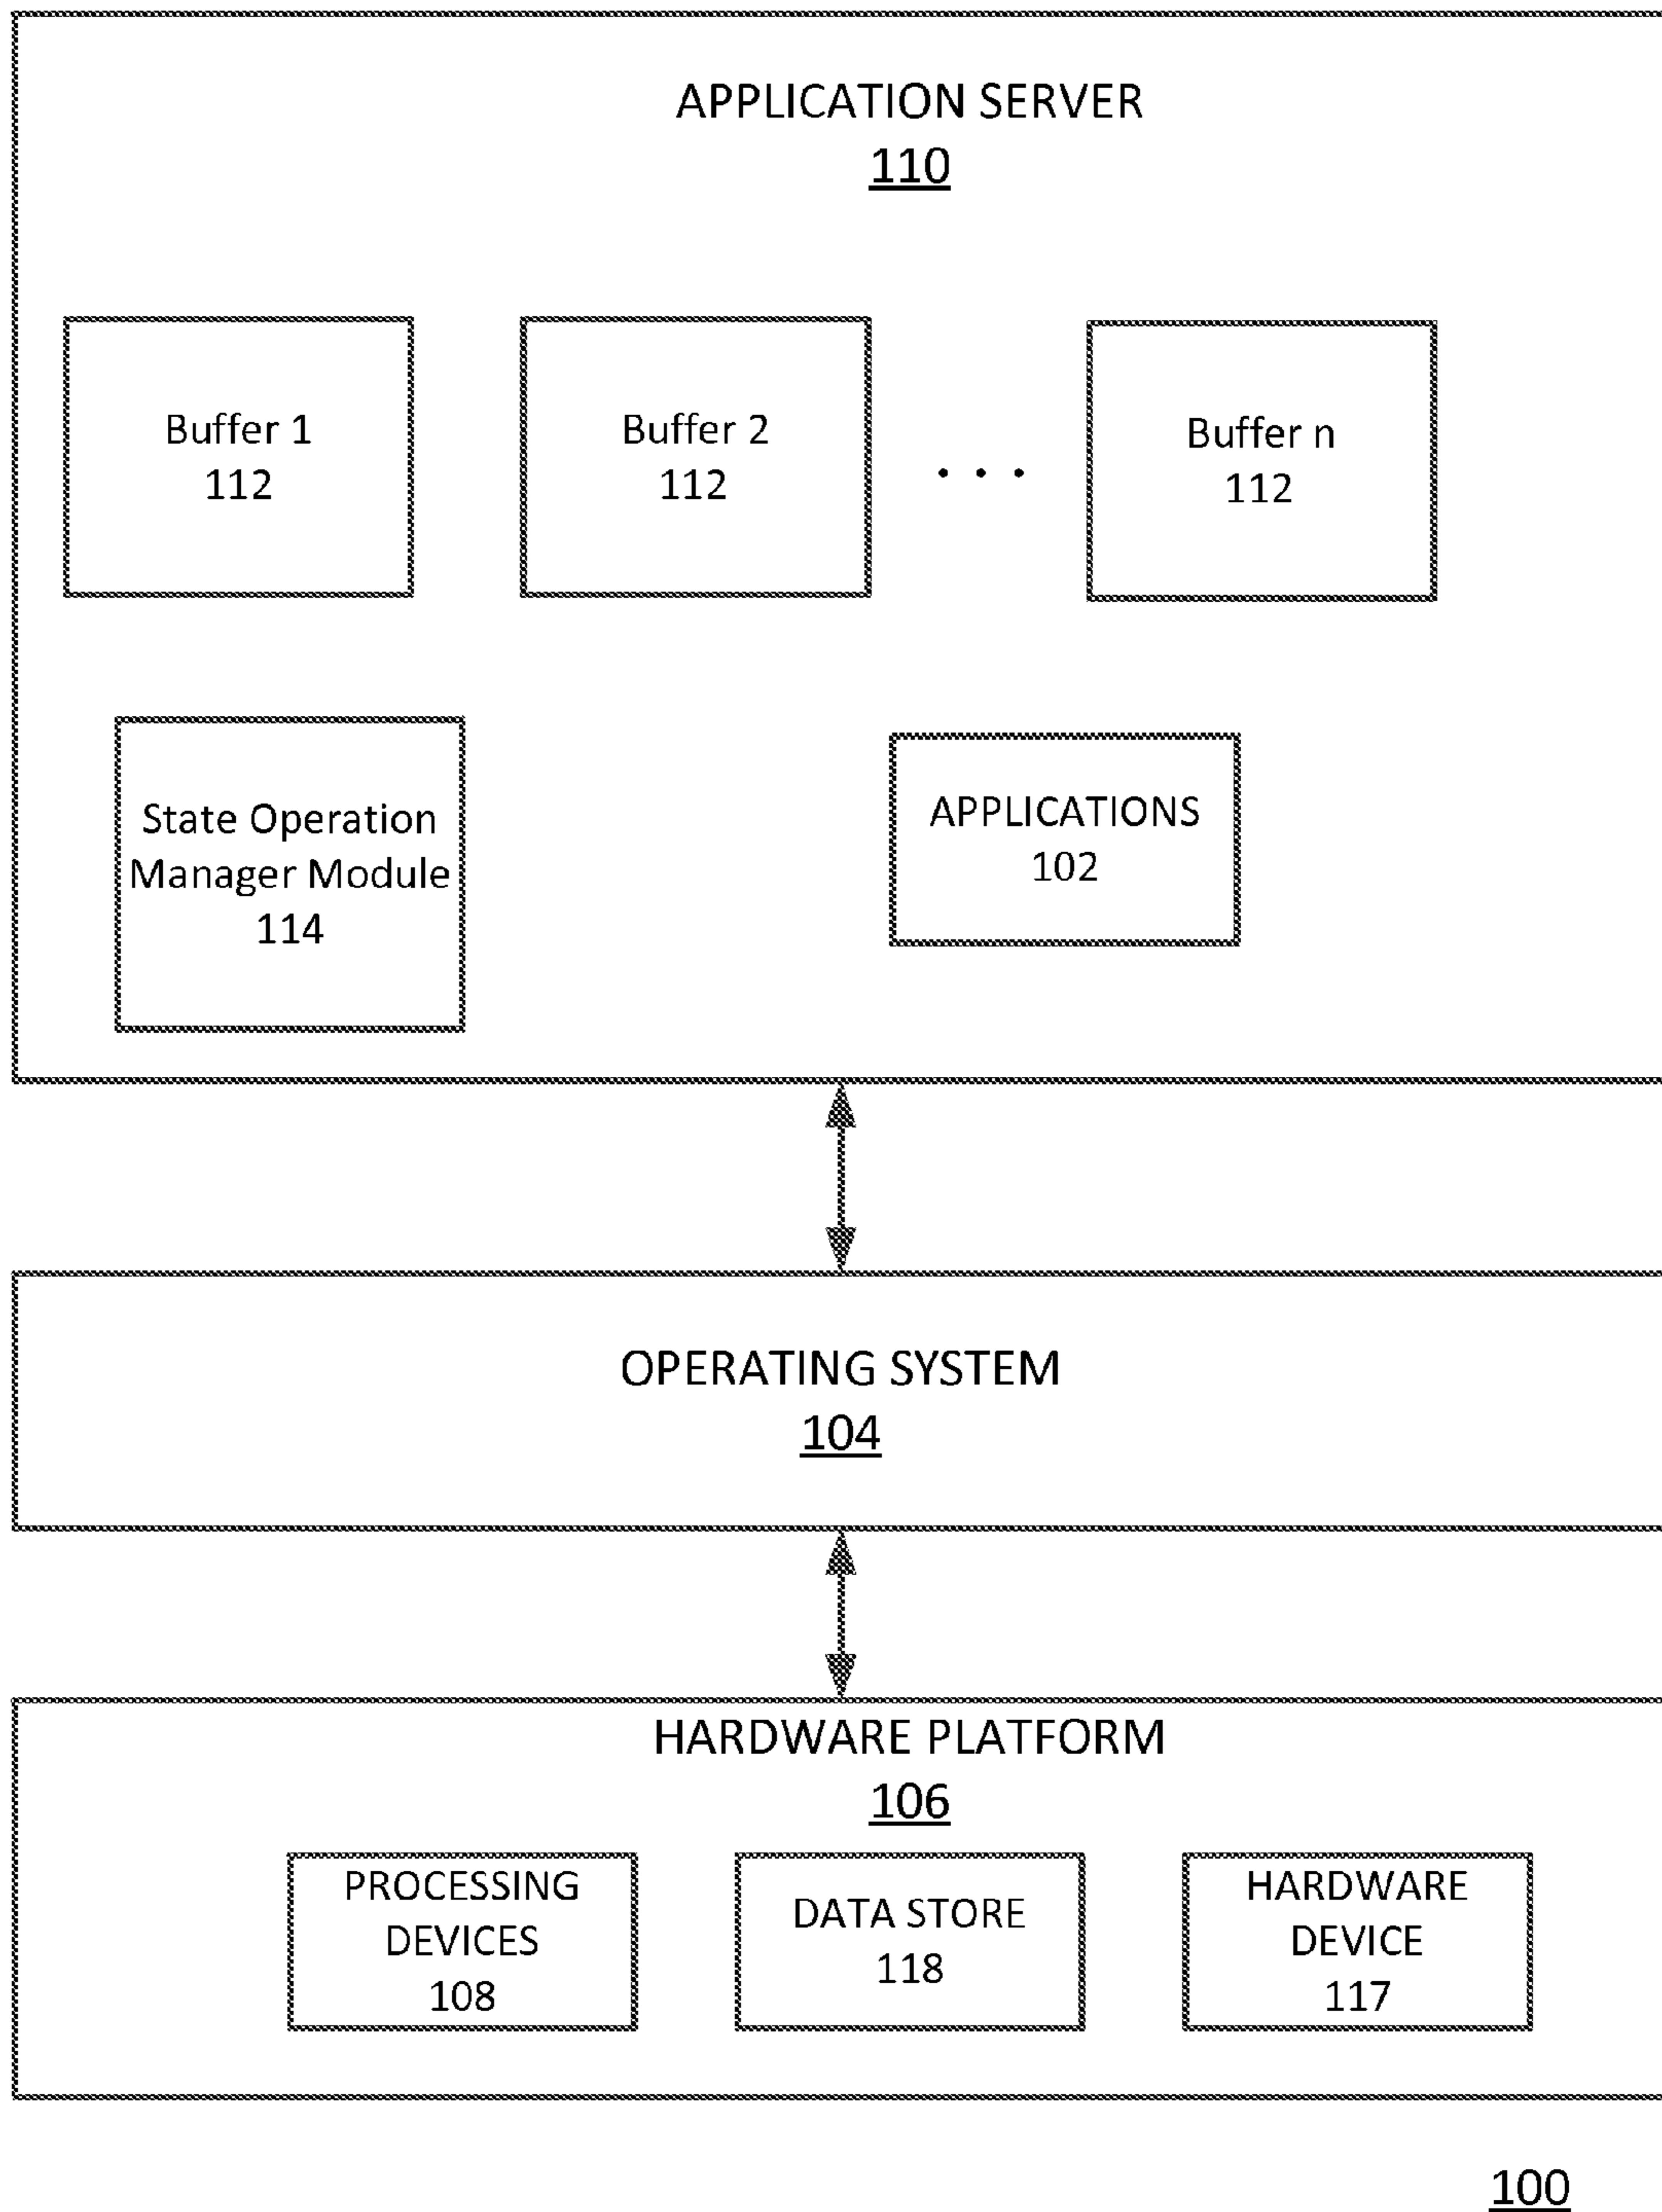 APPLICATION SERVER
110
Buffer 1
112
Buffer 2
112
. . .
Buffer n
112
State Operation
Manager Module
114
APPLICATIONS
102
OPERATING SYSTEM
104
HARDWARE PLATFORM
106
PROCESSING
DEVICES
108
DATA STORE
118
HARDWARE
DEVICE
117
100